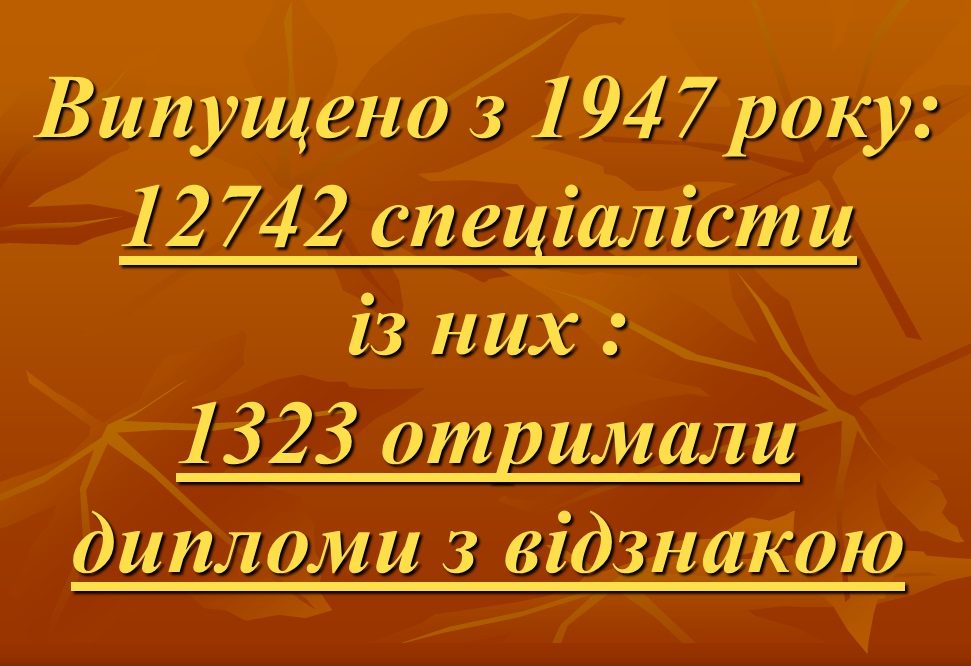 Випущено з 1947 року:
12742 спеціалісти
із них :
1323 отримали
дипломи з відзнакою